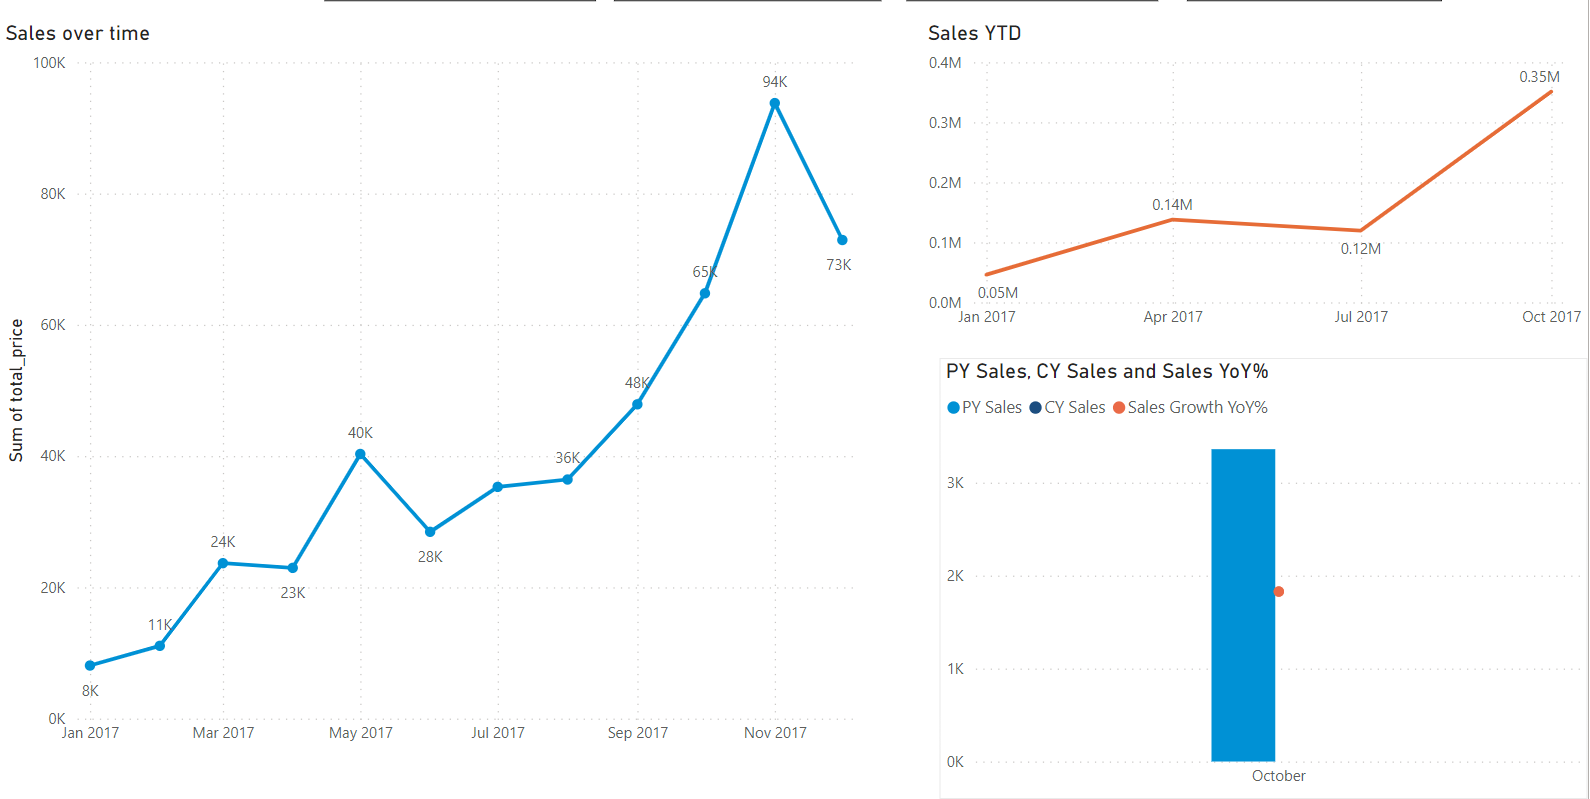 Sales over time
Sum of total_price
100K
80K
60K
40K
20K
0K
8K
11K
24K
23K
40K
28K
36K
48K
65K
94K
73K
Jan 2017
Mar 2017
May 2017
Jul 2017
Sep 2017
Nov 2017
Sales YTD
0.4M
0.3M
0.2M
0.1M
0.0M
0.05M
0.14M
0.12M
0.35M
Jan 2017
Apr 2017
Jul 2017
Oct 2017
PY Sales, CY Sales and Sales YoY%
PY Sales CY Sales Sales Growth YoY%
3K
2K
1K
0K
October